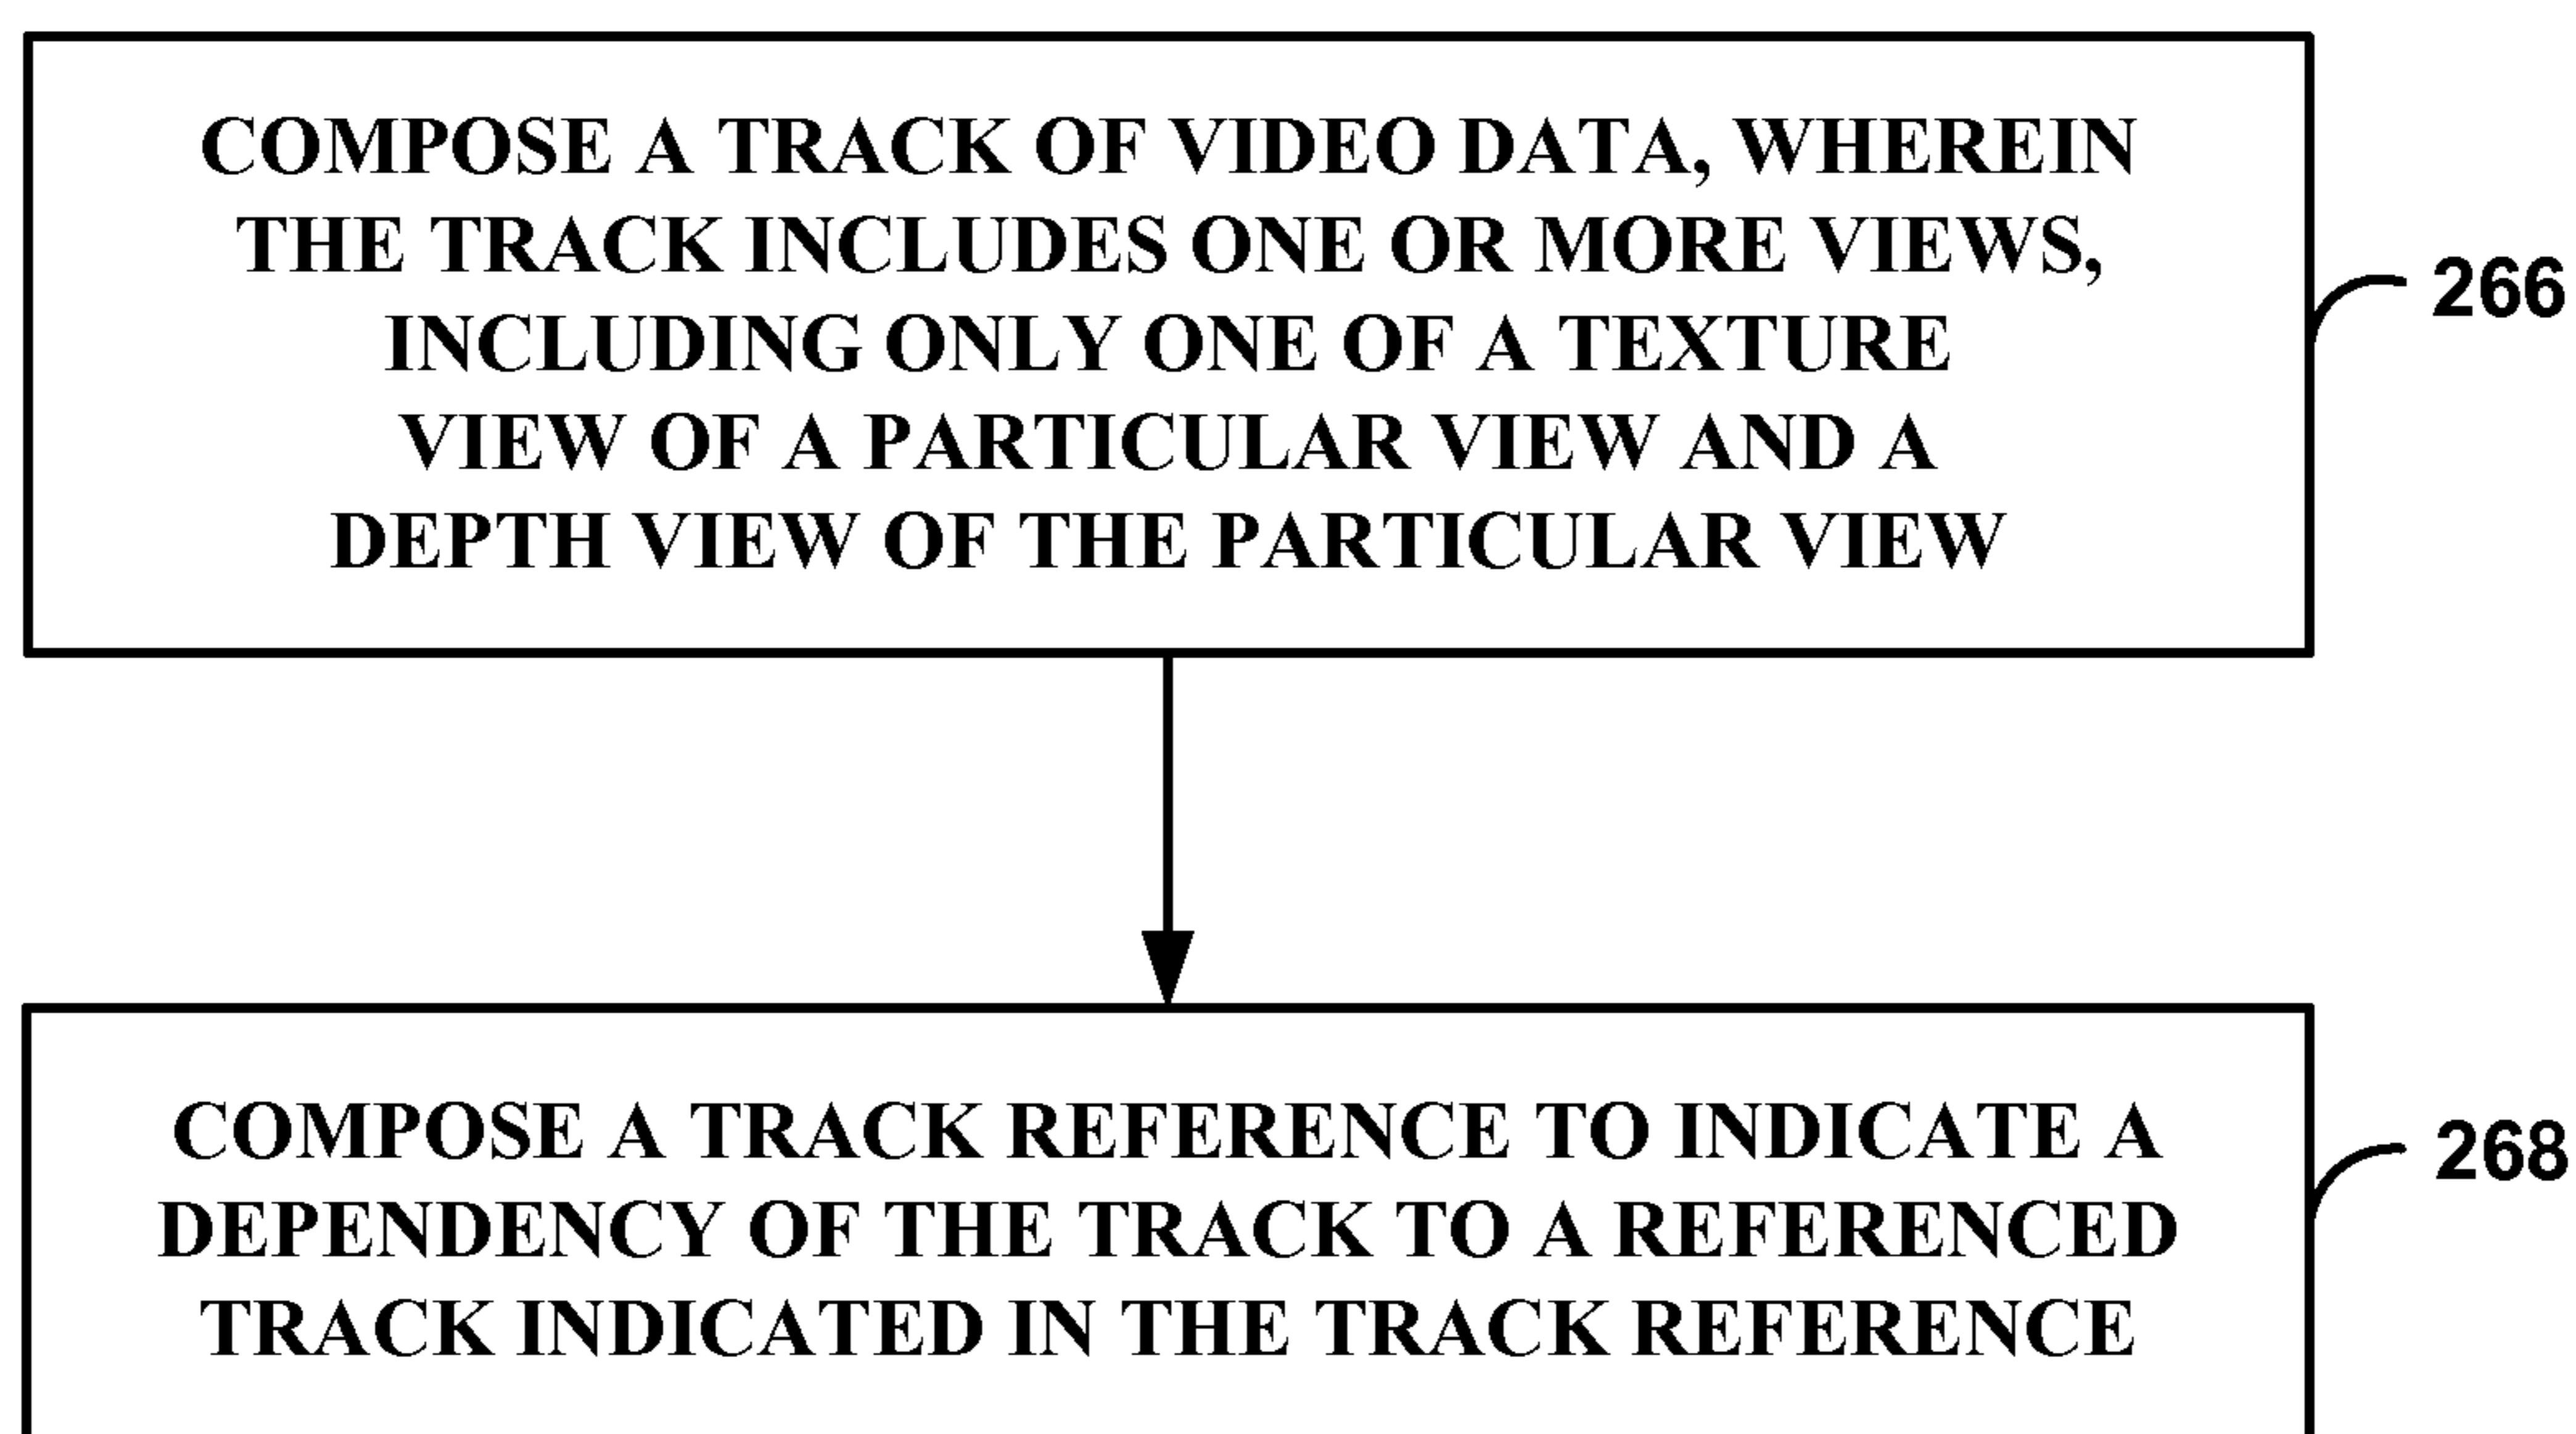 COMPOSE A TRACK OF VIDEO DATA, WHEREIN
THE TRACK INCLUDES ONE OR MORE VIEWS,
INCLUDING ONLY ONE OF A TEXTURE
VIEW OF A PARTICULAR VIEW AND A
DEPTH VIEW OF THE PARTICULAR VIEW
266
COMPOSE A TRACK REFERENCE TO INDICATE A
DEPENDENCY OF THE TRACK TO A REFERENCED
TRACK INDICATED IN THE TRACK REFERENCE
268